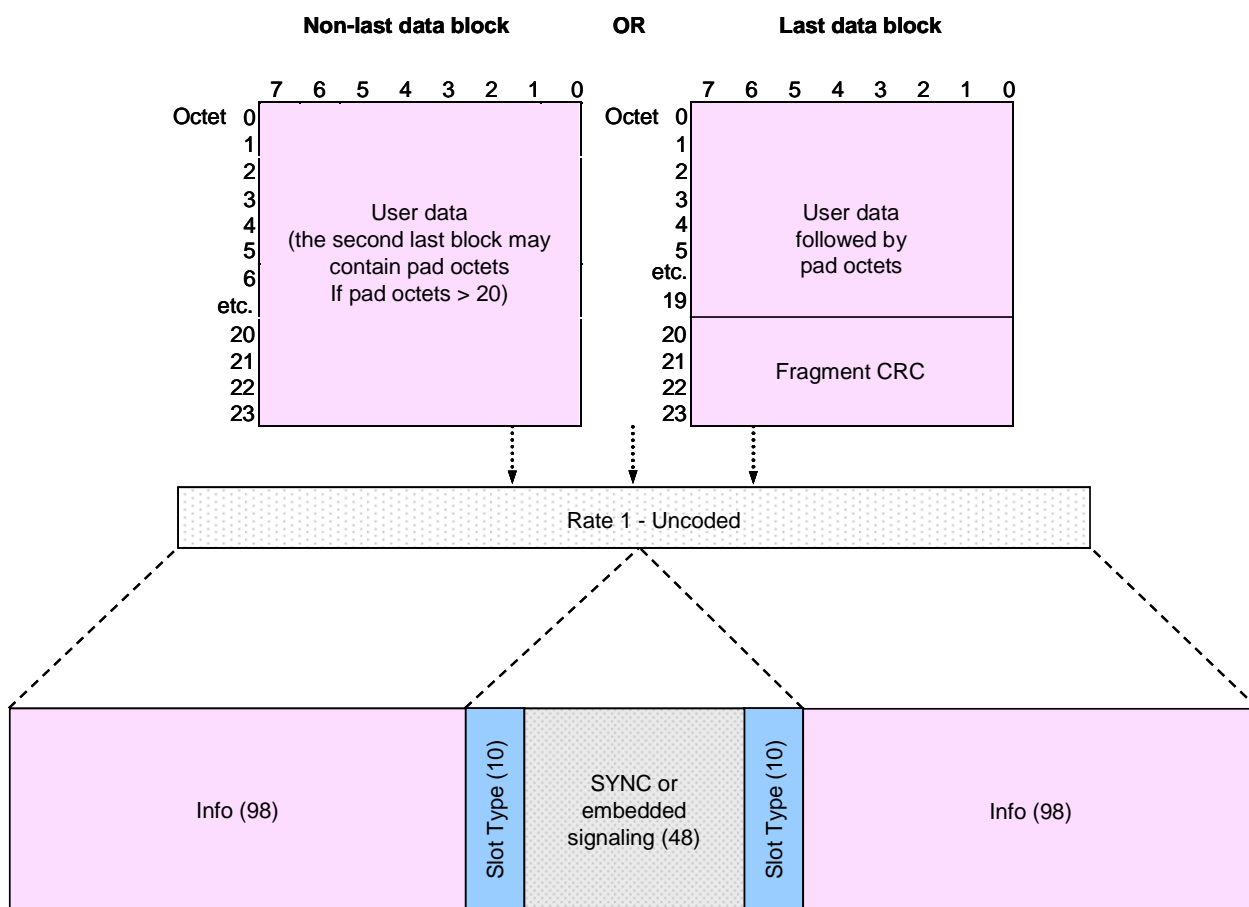 Non-last data block OR Last data block
7 6 5 4 3 2 1 0
Octet 0
1
2
3
4
5
6
etc.
20
21
22
23
User data
(the second last block may
contain pad octets
If pad octets > 20)
7 6 5 4 3 2 1 0
Octet 0
1
2
3
4
5
etc.
19
20
21
22
23
User data
followed by
pad octets
Fragment CRC
Rate 1 - Uncoded
Info (98)
Slot Type (10)
SYNC or
embedded
signaling (48)
Slot Type (10)
Info (98)